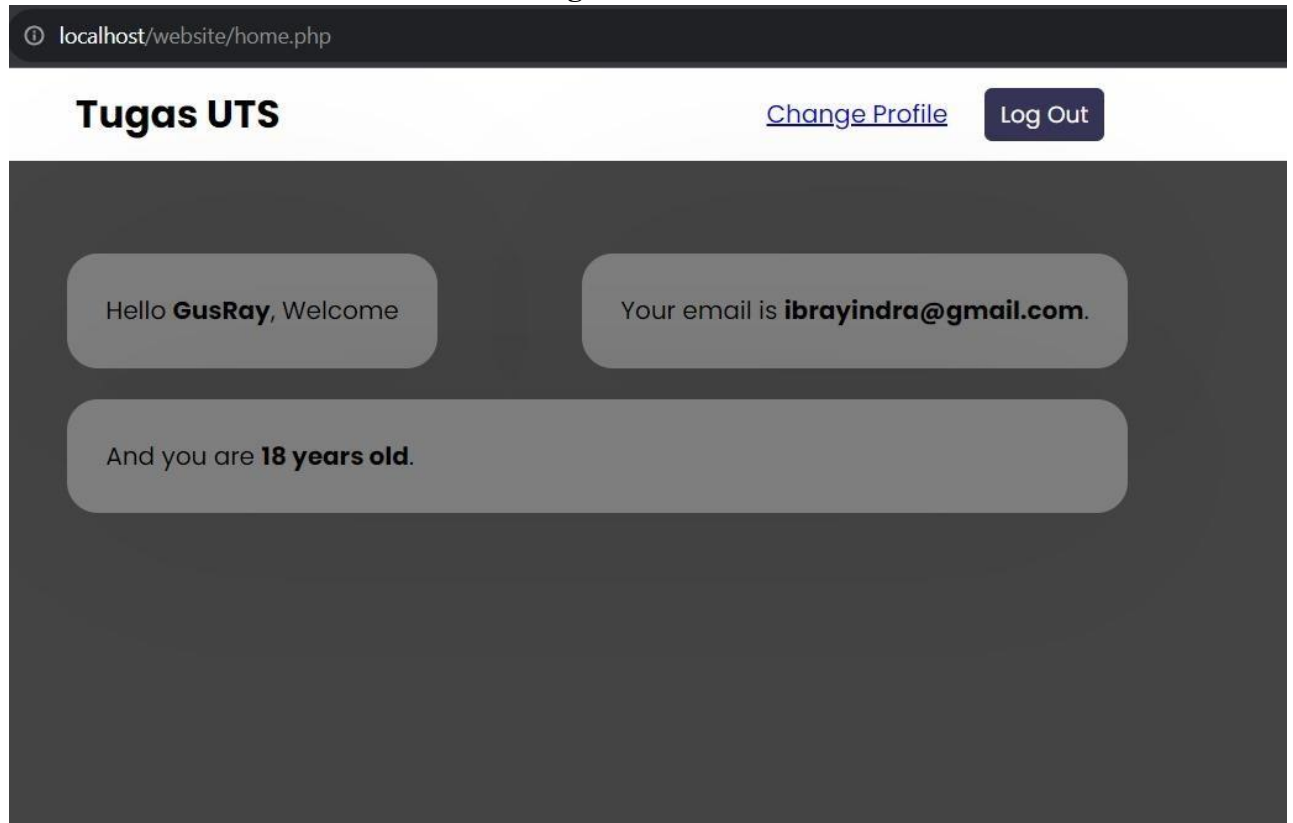 localhost/website/home.php
Tugas UTS
Change Profile
Log Out
Hello GusRay, Welcome
Your email is ibrayindra@gmail.com.
And you are 18 years old.